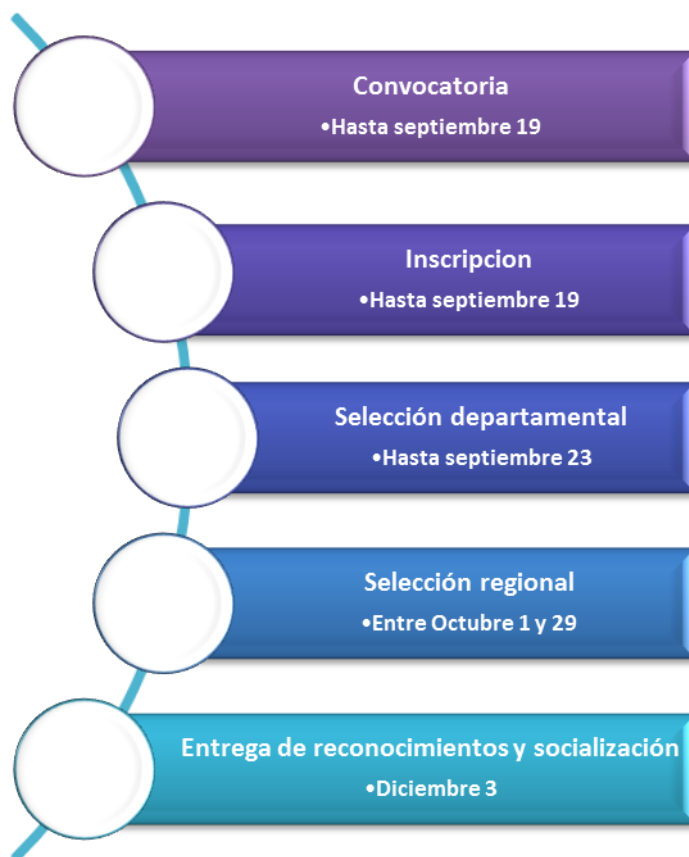 Convocatoria
•Hasta septiembre 19
Inscripcion
•Hasta septiembre 19
Selección departamental
•Hasta septiembre 23
Selección regional
•Entre Octubre 1 y 29
Entrega de reconocimientos y socialización
•Diciembre 3